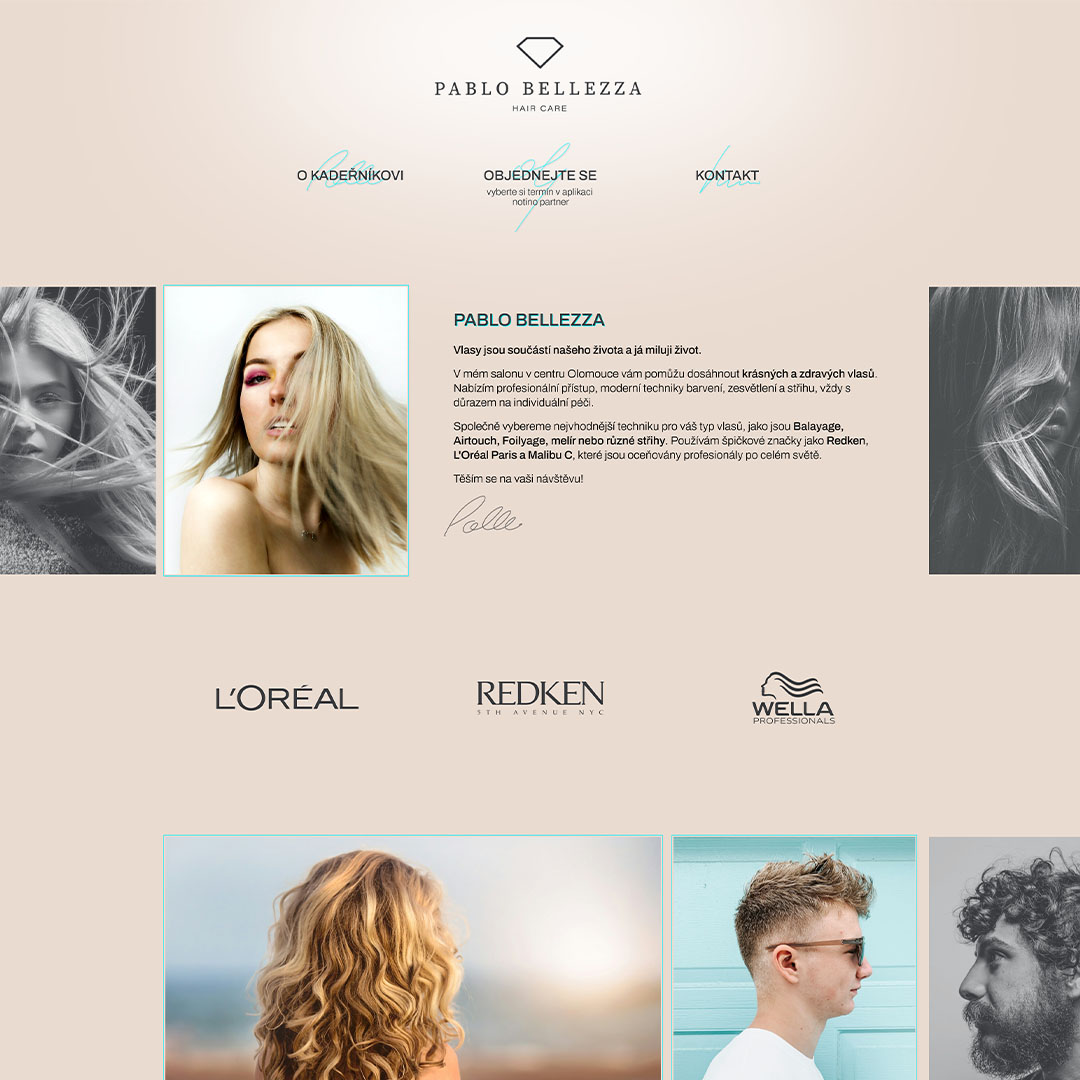 PABLO BELLEZZA
HAIR CARE
O KADEŘNÍKOVI
OBJEDNEJTE SE
KONTAKT
vyberte si termín v aplikaci
notino partner
PABLO BELLEZZA
Vlasy jsou součástí našeho života a já miluji život.
V mém salonu v centru Olomouce vám pomůžu dosáhnout krásných a zdravých vlasů.
Nabízím profesionální přístup, moderní techniky barvení, zesvětlení a střihu, vždy s
důrazem na individuální péči.
Společně vybereme nejvhodnější techniku pro váš typ vlasů, jako jsou Balayage,
Airtouch, Foilyage, melír nebo různé střihy. Používám špičkové značky jako Redken,
L'Oréal Paris a Malibu C, které jsou oceňovány profesionály po celém světě.
Těším se na vaši návštěvu!
L'ORÉAL
REDKEN
5TH AVENUE NYC
WELLA
PROFESSIONALS